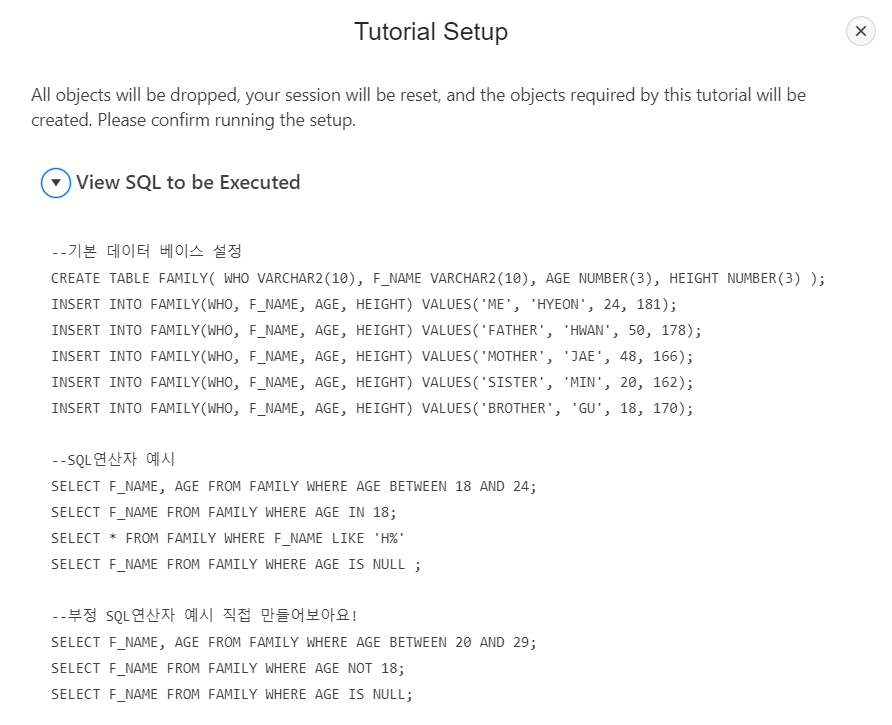 Tutorial Setup
All objects will be dropped, your session will be reset, and the objects required by this tutorial will be
created. Please confirm running the setup.
View SQL to be Executed
--기본 데이터 베이스 설정
CREATE TABLE FAMILY( WHO VARCHAR2(10), F_NAME VARCHAR2(10), AGE NUMBER(3), HEIGHT NUMBER(3) );
INSERT INTO FAMILY(WHO, F_NAME, AGE, HEIGHT) VALUES('ME', 'HYEON', 24, 181);
INSERT INTO FAMILY(WHO, F_NAME, AGE, HEIGHT) VALUES('FATHER', 'HWAN', 50, 178);
INSERT INTO FAMILY(WHO, F_NAME, AGE, HEIGHT) VALUES('MOTHER', 'JAE', 48, 166);
INSERT INTO FAMILY(WHO, F_NAME, AGE, HEIGHT) VALUES('SISTER', 'MIN', 20, 162);
INSERT INTO FAMILY(WHO, F_NAME, AGE, HEIGHT) VALUES('BROTHER', 'GU', 18, 170);
--SQL연산자 예시
SELECT F_NAME, AGE FROM FAMILY WHERE AGE BETWEEN 18 AND 24;
SELECT F_NAME FROM FAMILY WHERE AGE IN 18;
SELECT * FROM FAMILY WHERE F_NAME LIKE 'H%'
SELECT F_NAME FROM FAMILY WHERE AGE IS NULL ;
--부정 SQL연산자 예시 직접 만들어보아요!
SELECT F_NAME, AGE FROM FAMILY WHERE AGE BETWEEN 20 AND 29;
SELECT F_NAME FROM FAMILY WHERE AGE NOT 18;
SELECT F_NAME FROM FAMILY WHERE AGE IS NULL;